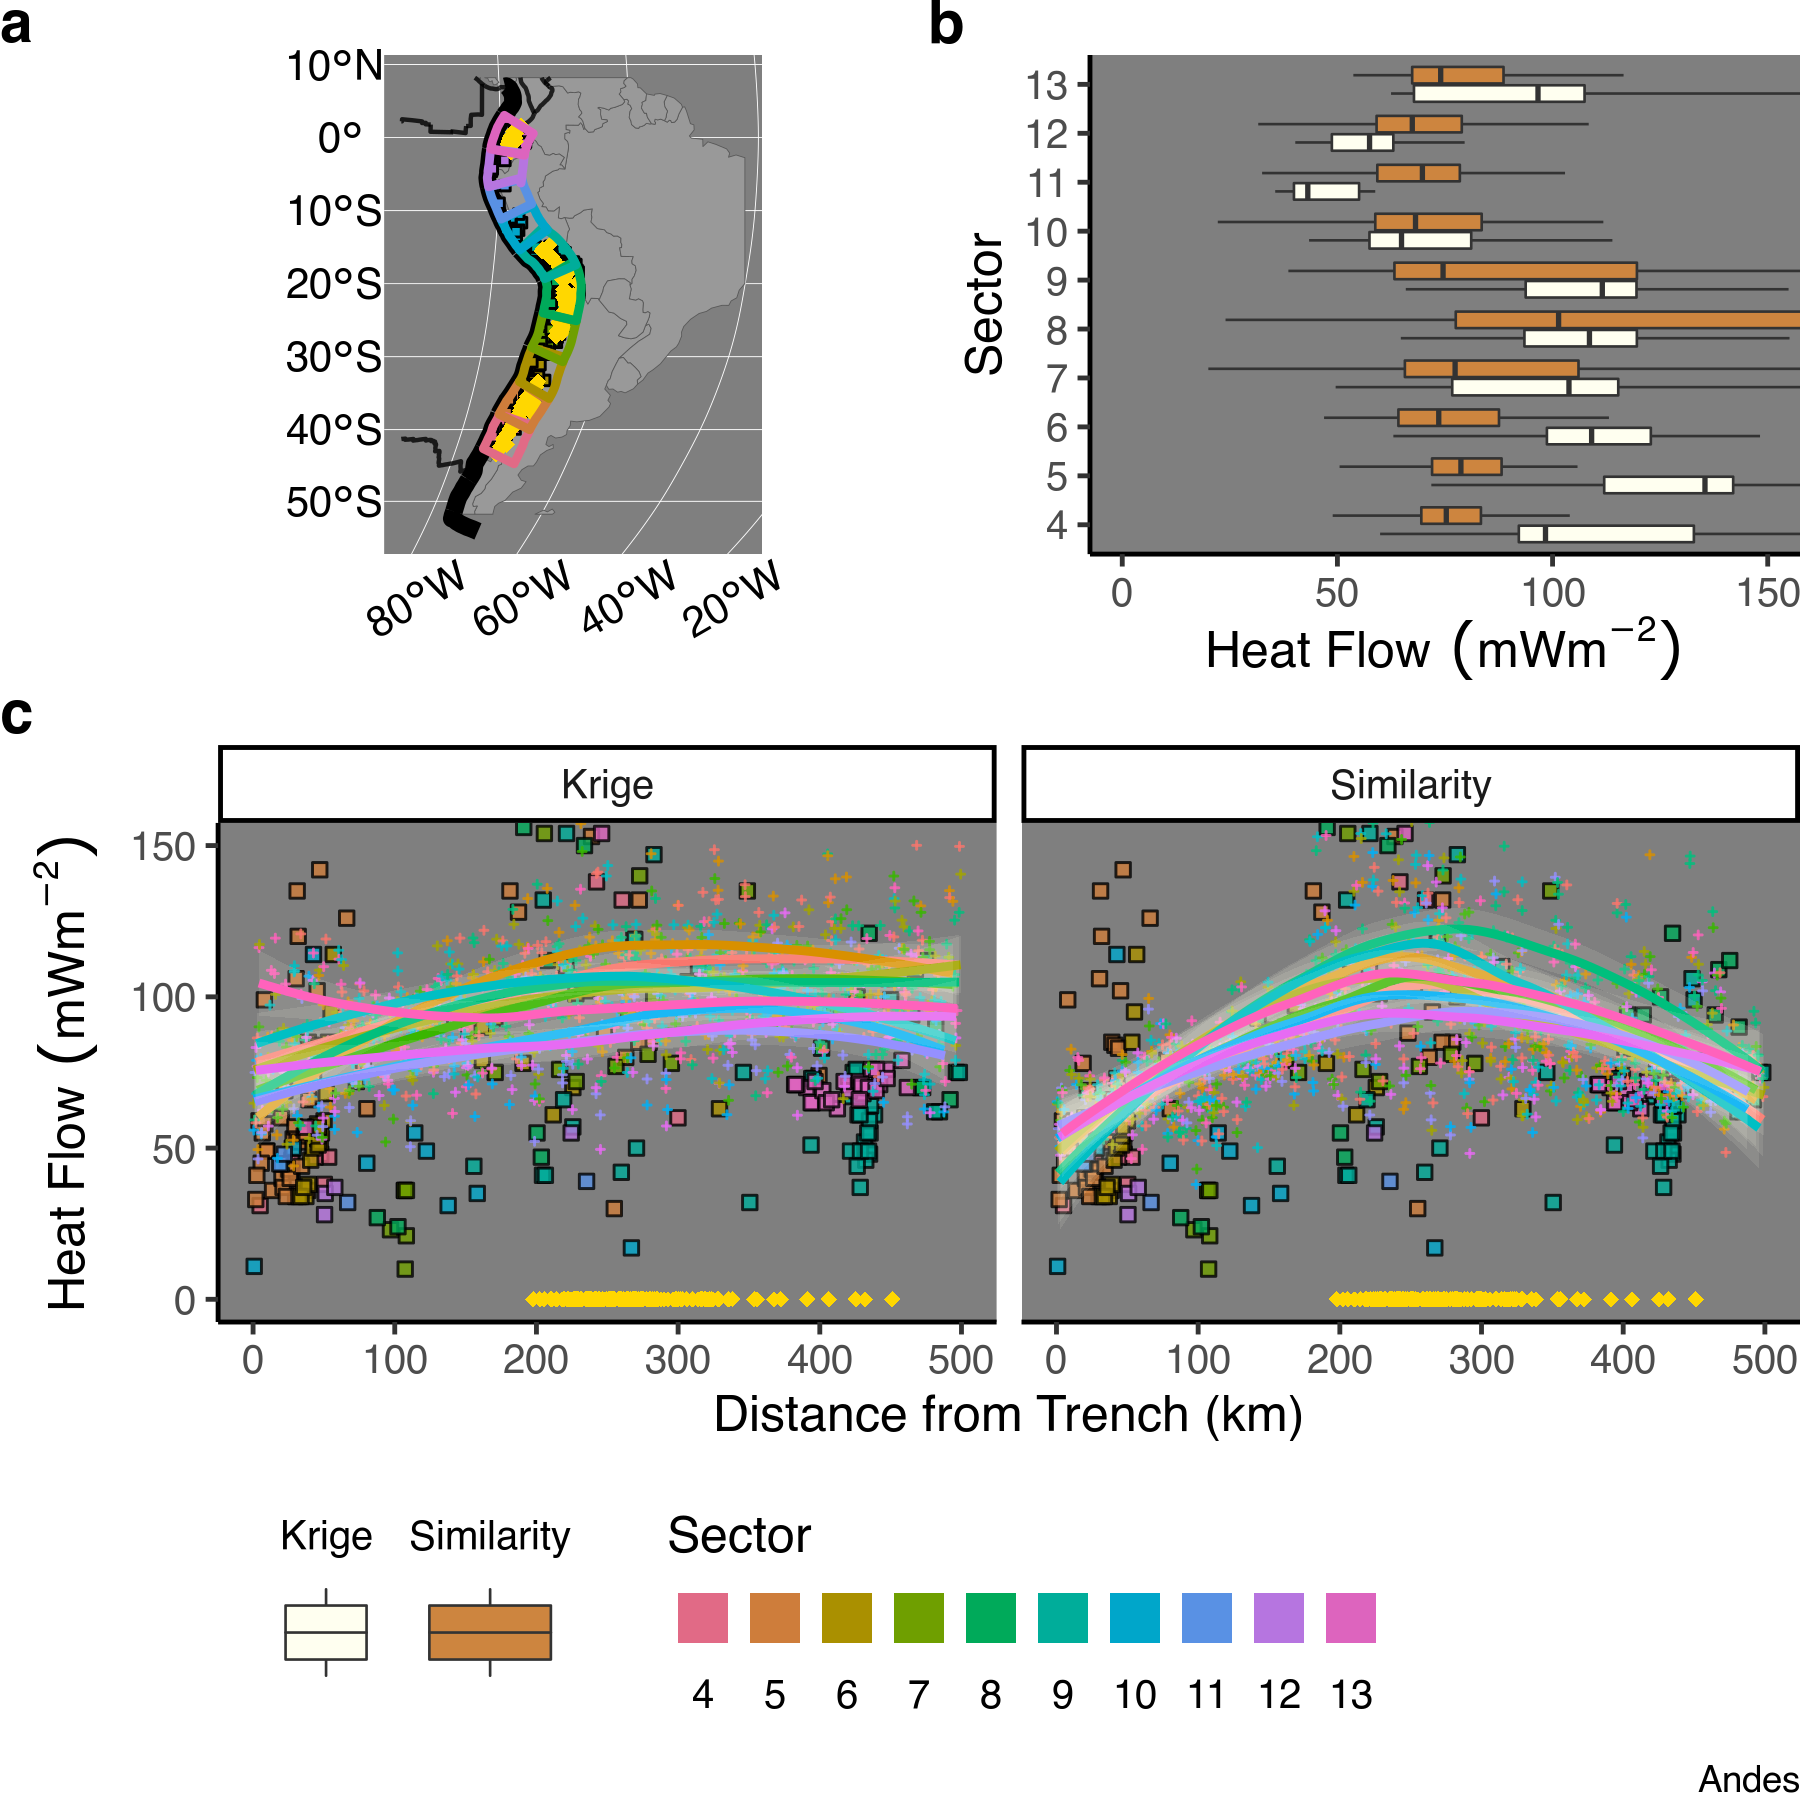 a
10°N
0°
10°S
20°S
30°S
40°S
50°S
80°W 60°W 40°W 20°W
b
Sector
13
12
11
10
9
8
7
6
5
4
0 50 100 150
Heat Flow (mWm⁻²)
c
Krige Similarity
Heat Flow (mWm⁻²)
150
100
50
0
0 100 200 300 400 500 0 100 200 300 400 500
Distance from Trench (km)
Krige Similarity
Sector
4 5 6 7 8 9 10 11 12 13
Andes